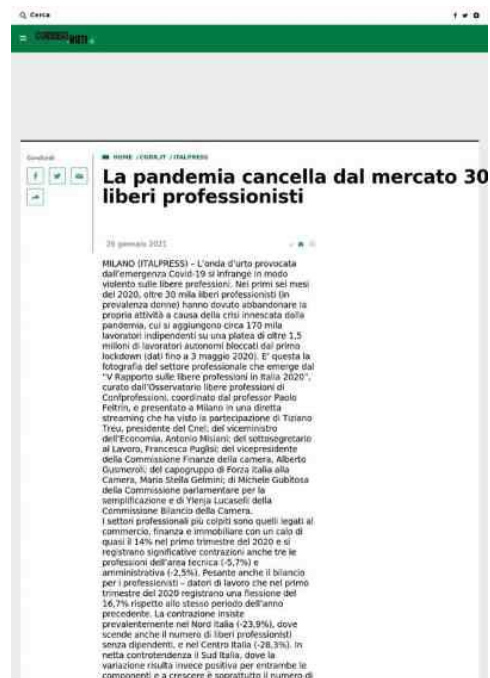 Cerca
Condividi
HOME / CORR.IT / ITALPRESS
La pandemia cancella dal mercato 30
liberi professionisti
26 gennaio 2021
MILANO (ITALPRESS) – L'onda d'urto provocata
dall'emergenza Covid-19 si infrange in modo
violento sulle libere professioni. Nei primi sei mesi
del 2020, oltre 30 mila liberi professionisti (in
prevalenza donne) hanno dovuto abbandonare la
propria attività a causa della crisi innescata dalla
pandemia, cui si aggiungono circa 170 mila
lavoratori indipendenti su una platea di oltre 1,5
milioni di lavoratori autonomi bloccati dal primo
lockdown (dati fino a 3 maggio 2020). E' questa la
fotografia del settore professionale che emerge dal
"V Rapporto sulle libere professioni in Italia 2020",
curato dall'Osservatorio libere professioni di
Confprofessioni, coordinato dal professor Paolo
Feltrin, e presentato a Milano in una diretta
streaming che ha visto la partecipazione di Tiziano
Treu, presidente del Cnel; del viceministro
dell'Economia, Antonio Misiani; del sottosegretario
al Lavoro, Francesca Puglisi; del vicepresidente
della Commissione Finanze della camera, Alberto
Gusmeroli; del capogruppo di Forza Italia alla
Camera, Maria Stella Gelmini; di Michele Gubitosa
della Commissione parlamentare per la
semplificazione e di Ylenja Lucaselli della
Commissione Bilancio della Camera.
I settori professionali più colpiti sono quelli legati al
commercio, finanza e immobiliare con un calo di
quasi il 14% nel primo trimestre del 2020 e si
registrano significative contrazioni anche tre le
professioni dell'area tecnica (-5,7%) e
amministrativa (-2,5%). Pesante anche il bilancio
per i professionisti – datori di lavoro che nel primo
trimestre del 2020 registrano una flessione del
16,7% rispetto allo stesso periodo dell'anno
precedente. La contrazione insiste
prevalentemente nel Nord Italia (-23,9%), dove
scende anche il numero di liberi professionisti
senza dipendenti, e nel Centro Italia (-28,3%). In
netta controtendenza il Sud Italia, dove la
variazione risulta invece positiva per entrambe le
componenti e a crescere è soprattutto il numero di